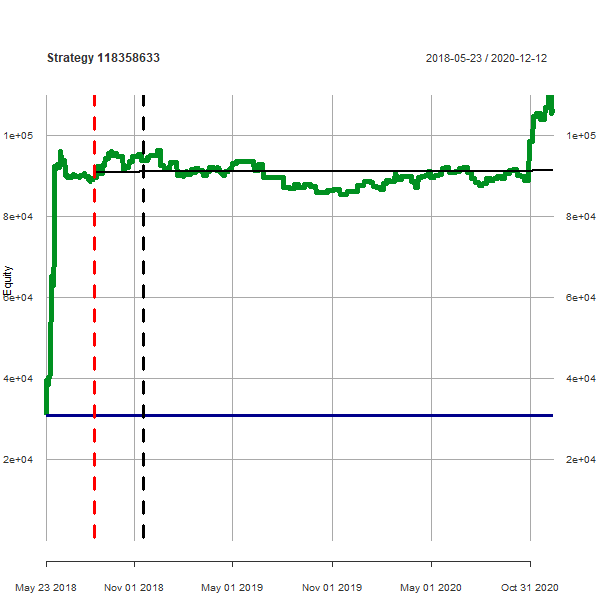 Strategy 118358633
2018-05-23 / 2020-12-12
Equity
1e+05
1e+05
8e+04
8e+04
6e+04
6e+04
4e+04
4e+04
2e+04
2e+04
May 23 2018
Nov 01 2018
May 01 2019
Nov 01 2019
May 01 2020
Oct 31 2020